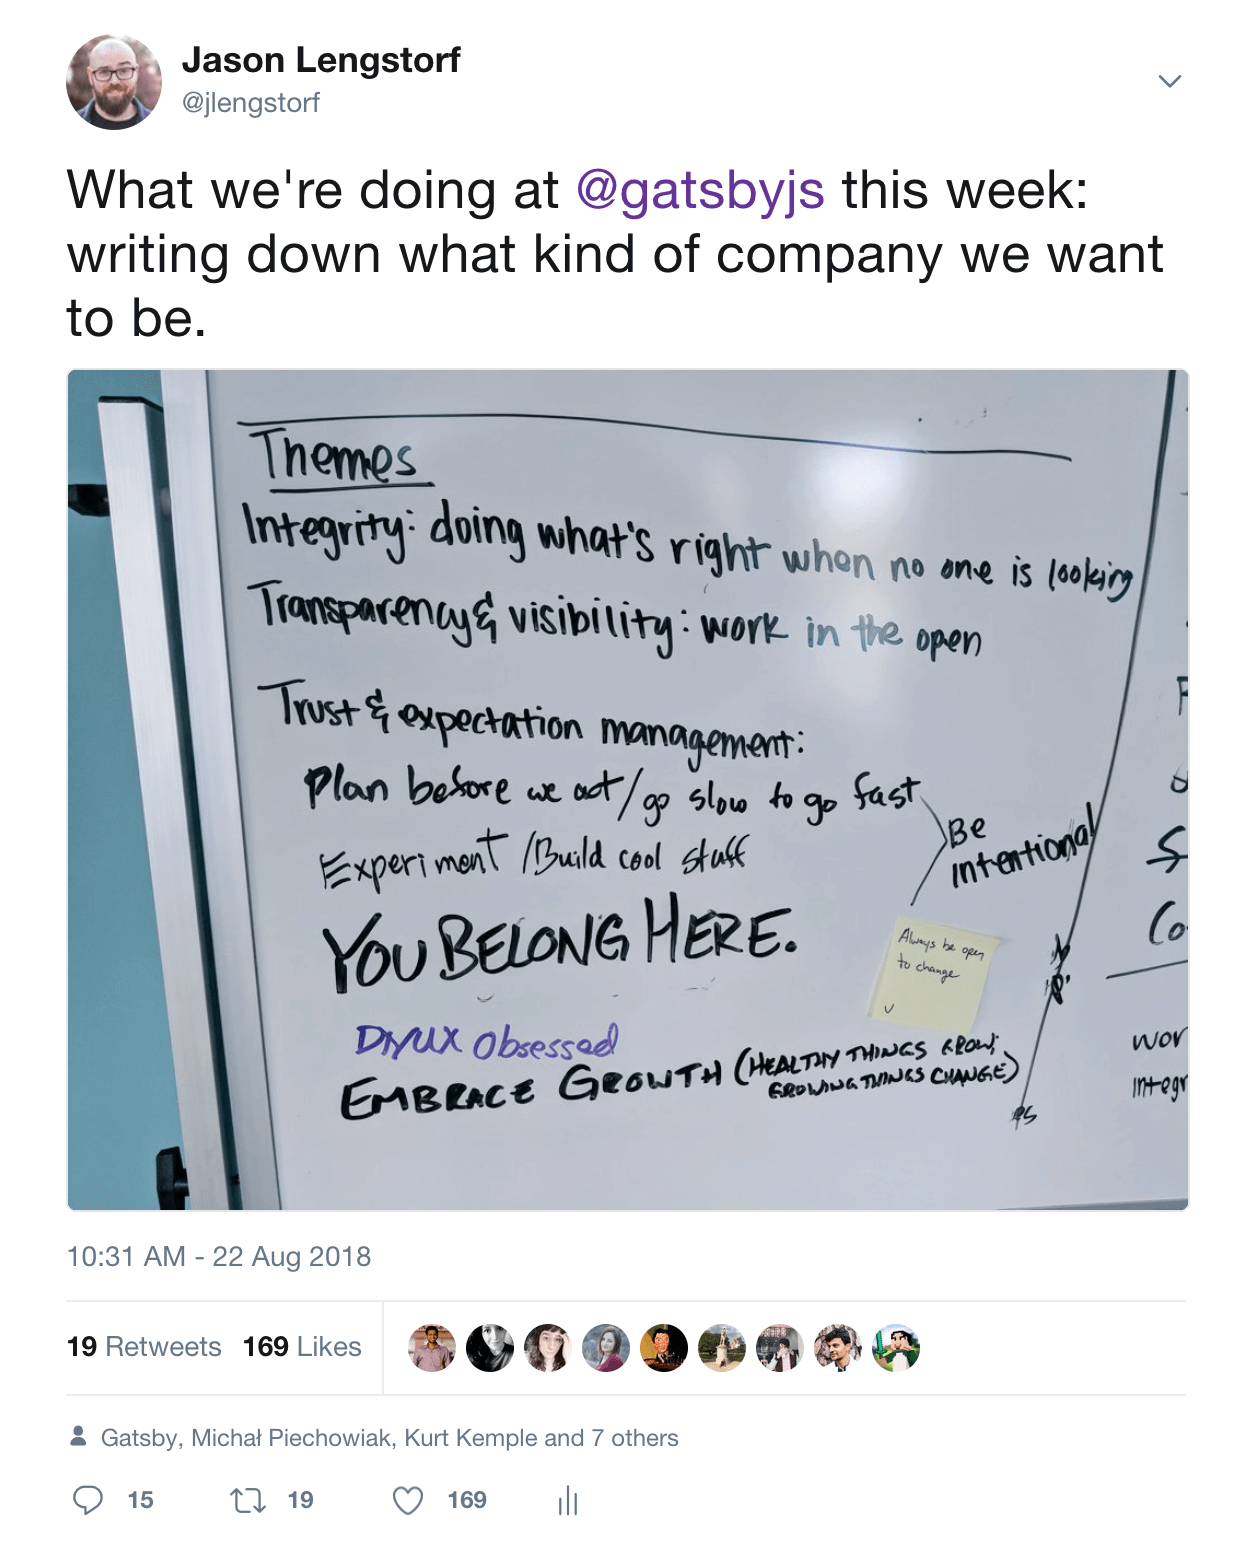 Jason Lengstorf
@jlengstorf
What we're doing at @gatsbyjs this week:
writing down what kind of company we want
to be.
Themes
Integrity: doing what's right when no one is looking
Transparency & visibility: work in the open
Trust & expectation management:
Plan before we act/go slow to go fast
Be
intentional
Experiment /Build cool stuff
YOU BELONG HERE.
Always be open
to change
D/UX Obsessed
EMBRACE GROWTH (HEALTHY THINGS GROW;
GROWING THINGS CHANGE)
Co
wor
Integr
10:31 AM - 22 Aug 2018
19 Retweets 169 Likes
Gatsby, Michał Piechowiak, Kurt Kemple and 7 others
15 19 169